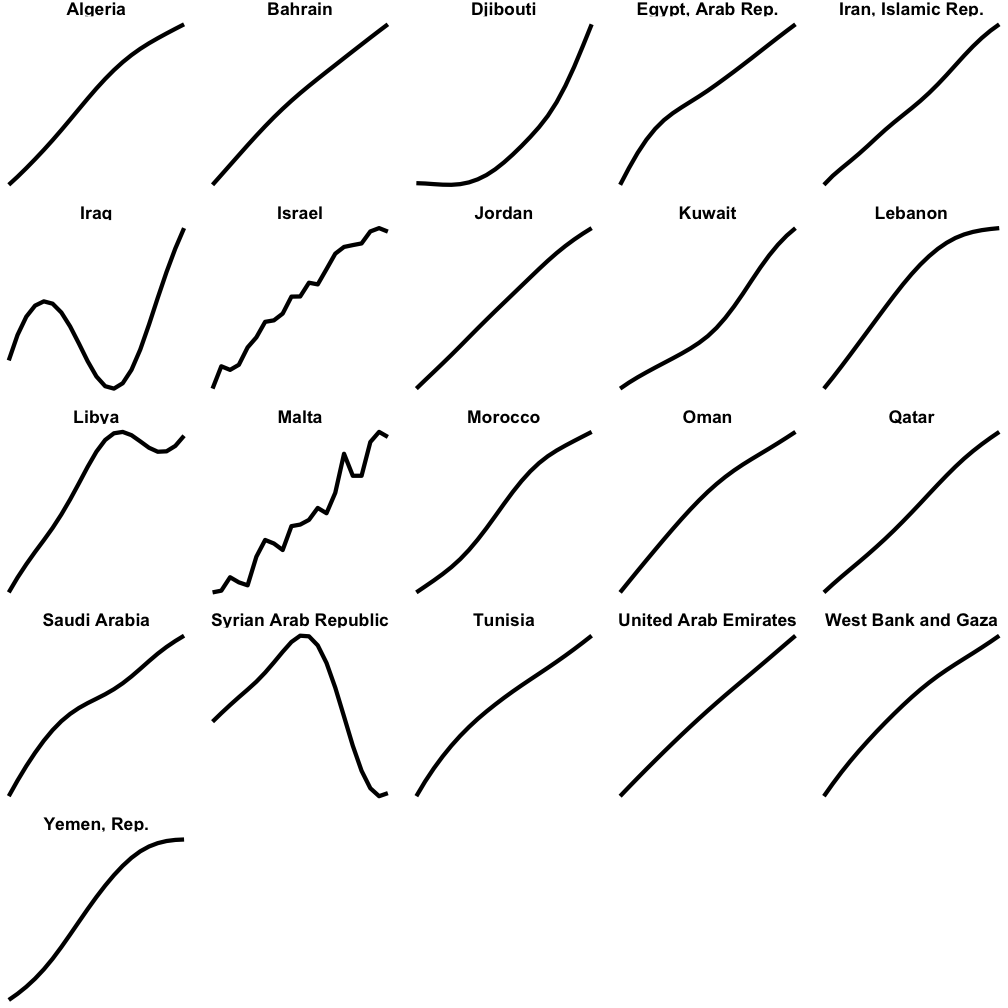 Algeria
Bahrain
Djibouti
Egypt, Arab Rep.
Iran, Islamic Rep.
Iraq
Israel
Jordan
Kuwait
Lebanon
Libya
Malta
Morocco
Oman
Qatar
Saudi Arabia
Syrian Arab Republic
Tunisia
United Arab Emirates
West Bank and Gaza
Yemen, Rep.